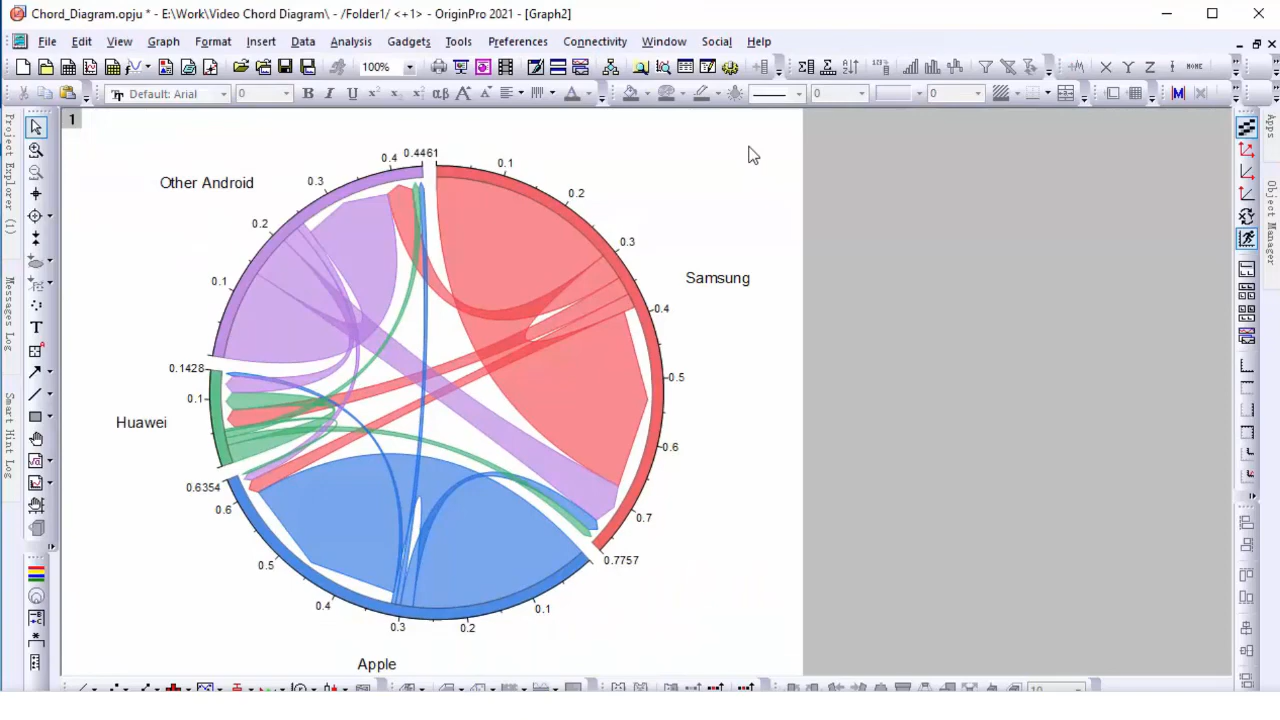 Chord_Diagram.opju * - E:\Work\Video Chord Diagram\ - /Folder1/ <+1> - OriginPro 2021 - [Graph2]
File Edit View Graph Format Insert Data Analysis Gadgets Tools Preferences Connectivity Window Social Help
100%
Default: Arial 0 B I U 0 0
1
Project Explorer (1)
Messages Log
Smart Hint Log
Apps
Object Manager
0.4 0.4461 0.1
0.3 0.2
Other Android
0.2 0.3
0.1 Samsung
0.4
0.1428 0.5
0.1
Huawei
0.6
0.6354
0.6 0.7
0.5 0.7757
0.4 0.1
0.3 0.2
Apple